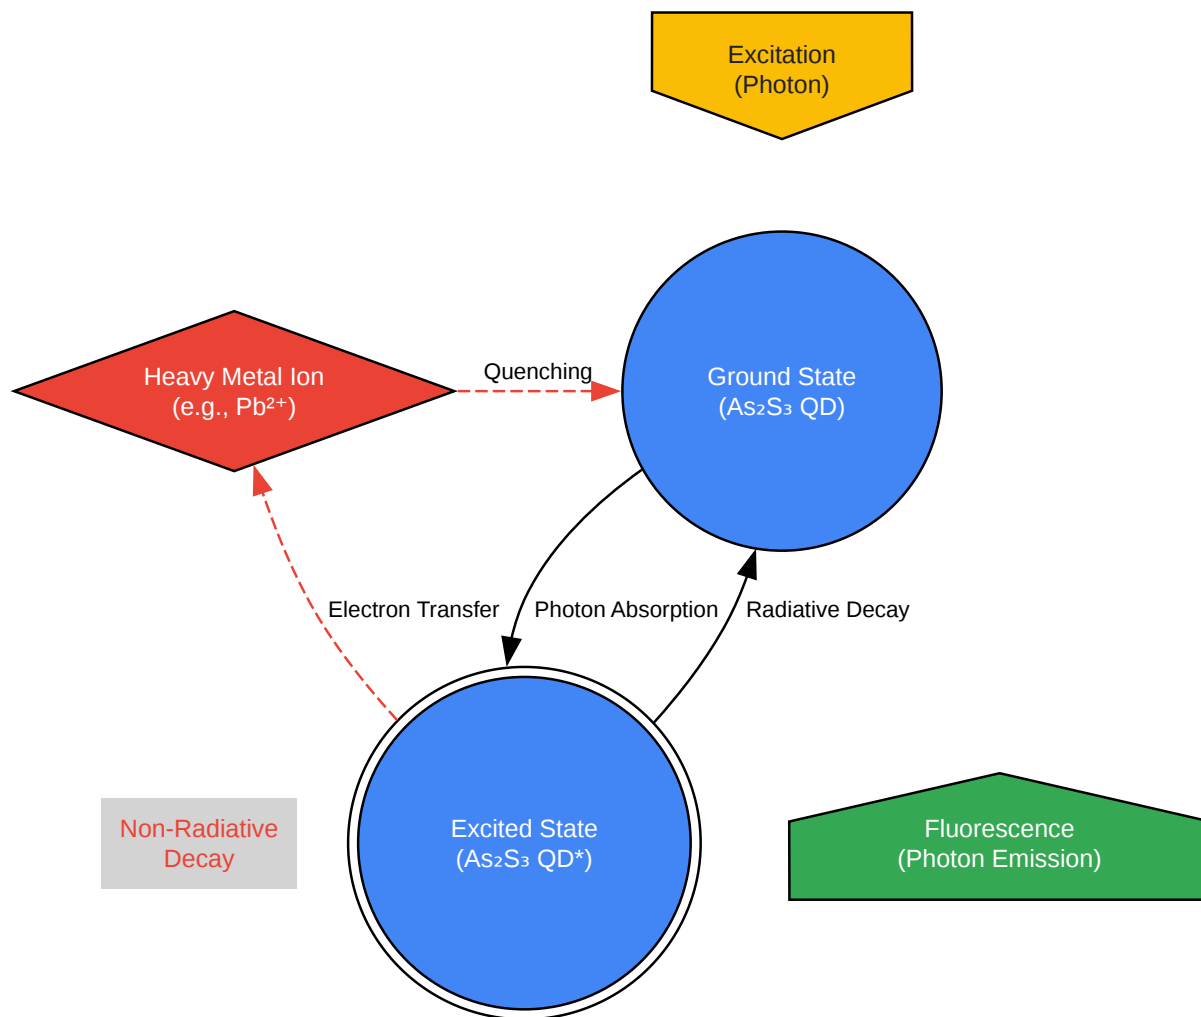 Excitation
(Photon)
Quenching
Heavy Metal Ion
(e.g., Pb²⁺)
Ground State
(As₂S₃ QD)
Electron Transfer
Photon Absorption
Radiative Decay
Non-Radiative
Decay
Excited State
(As₂S₃ QD*)
Fluorescence
(Photon Emission)